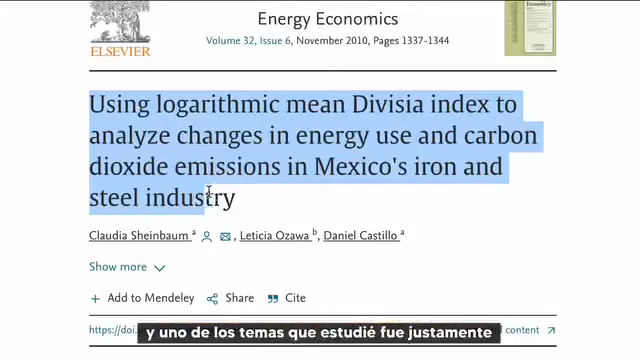 Energy Economics
Volume 32, Issue 6, November 2010, Pages 1337-1344
ELSEVIER
Using logarithmic mean Divisia index to
analyze changes in energy use and carbon
dioxide emissions in Mexico's iron and
steel industry
Claudia Sheinbaum a, Leticia Ozawa b, Daniel Castillo a
Show more
+ Add to Mendeley Share Cite
https://doi. content
y uno de los temas que estudié fue justamente